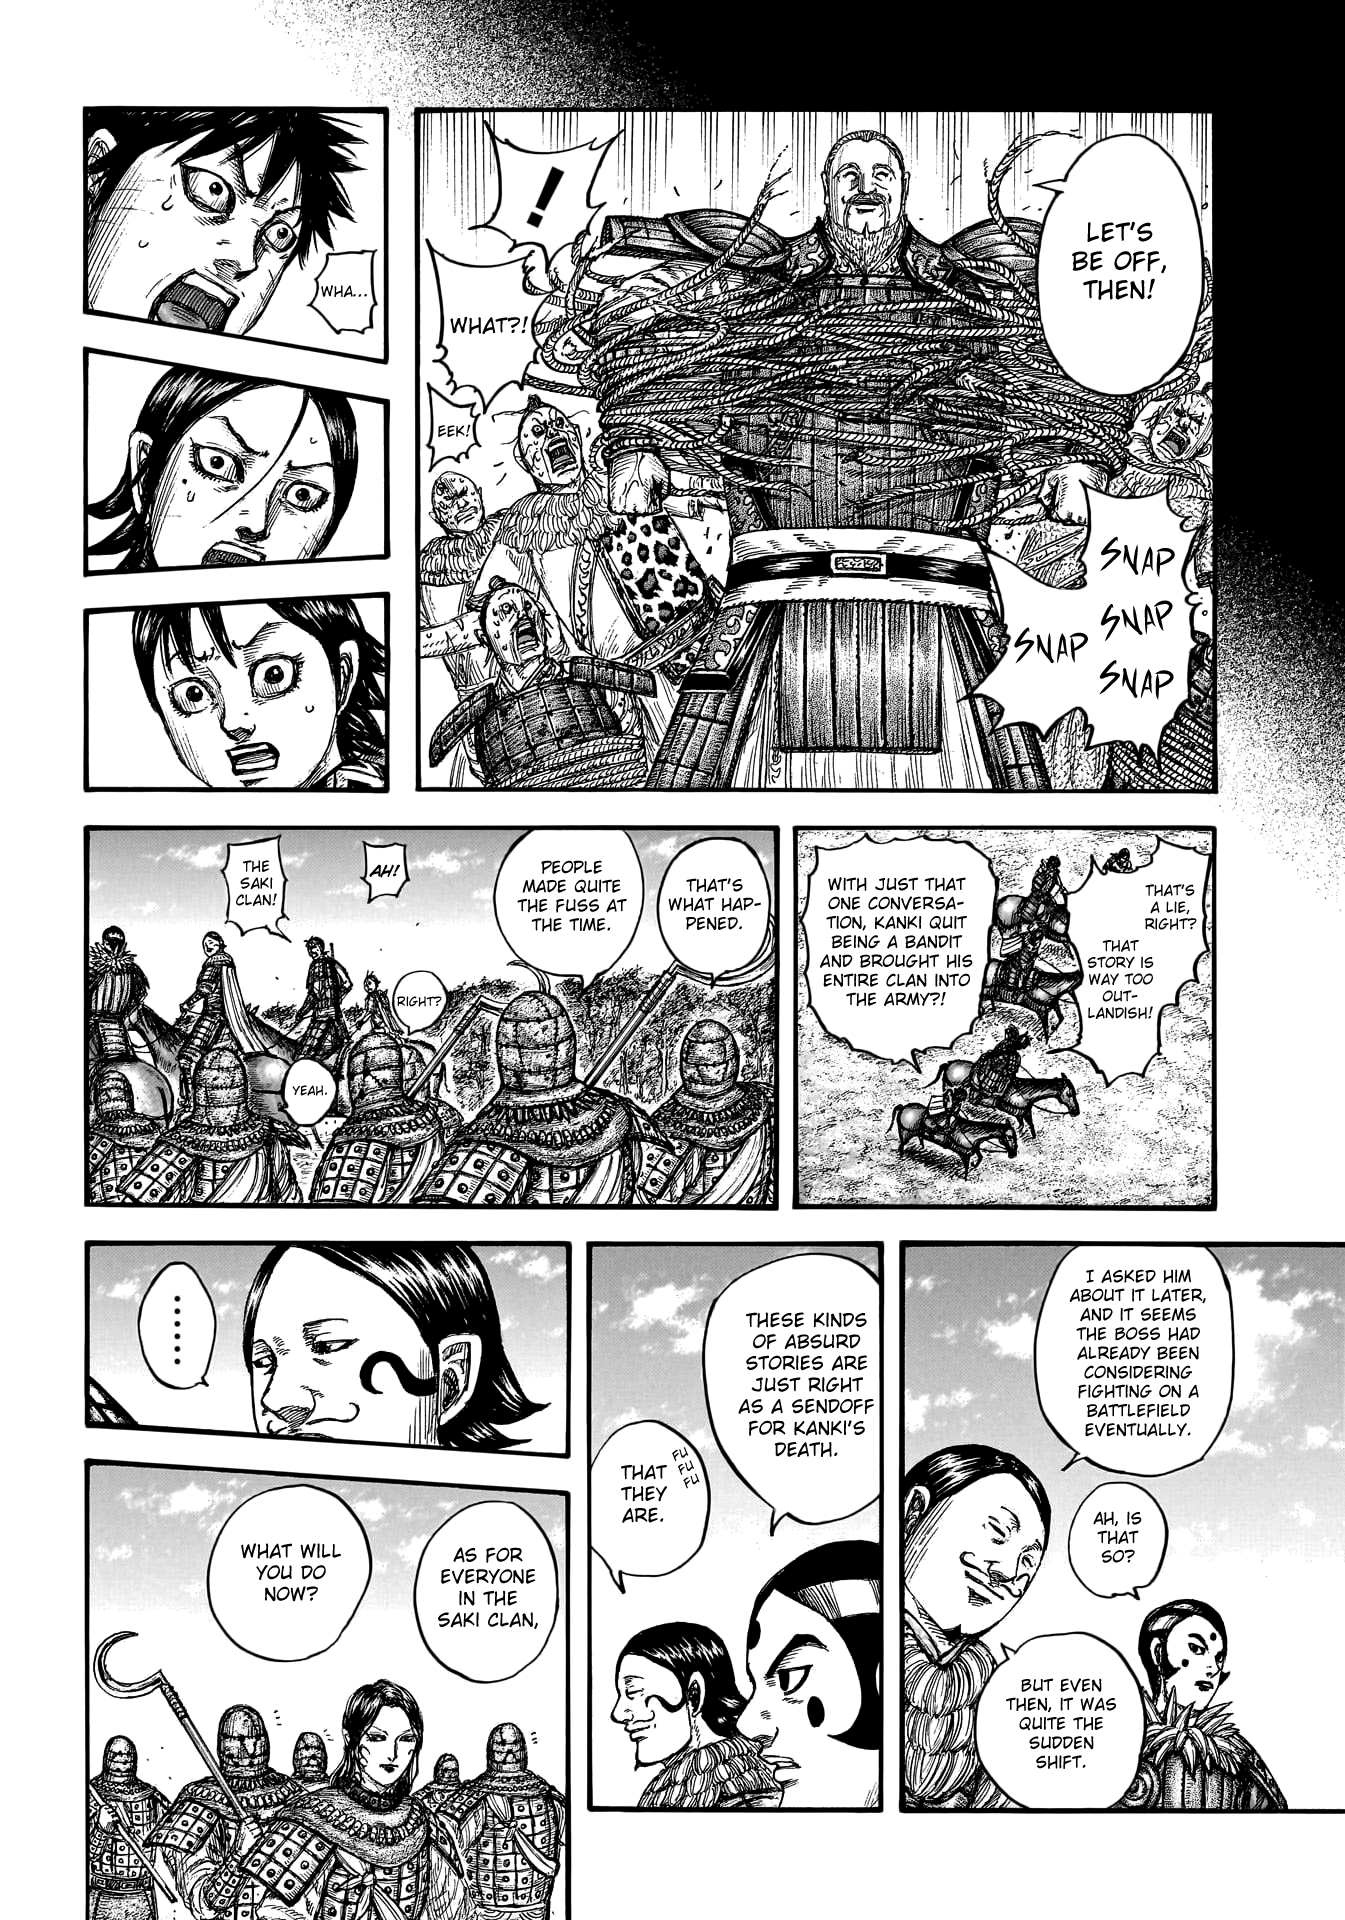 LET'S
BE OFF,
THEN!
!
WHAT?!
EEK!
SNAP
SNAP
SNAP
SNAP
WHA...
THAT'S
A LIE,
RIGHT?
THAT
STORY IS
WAY TOO
OUT-
LANDISH!
WITH JUST THAT
ONE CONVERSA-
TION, KANKI QUIT
BEING A BANDIT
AND BROUGHT HIS
ENTIRE CLAN INTO
THE ARMY?!
THAT'S
WHAT HAP-
PENED.
PEOPLE
MADE QUITE
THE FUSS AT
THE TIME.
AH!
RIGHT?
THE
SAKI
CLAN!
YEAH.
I ASKED HIM
ABOUT IT LATER,
AND IT SEEMS
THE BOSS HAD
ALREADY BEEN
CONSIDERING
FIGHTING ON A
BATTLEFIELD
EVENTUALLY.
AH, IS
THAT
SO?
BUT EVEN
THEN, IT WAS
QUITE THE
SUDDEN
SHIFT.
THESE KINDS
OF ABSURD
STORIES ARE
JUST RIGHT
AS A SENDOFF
FOR KANKI'S
DEATH.
FU
FU
FU
THAT
THEY
ARE.
......
AS FOR
EVERYONE
IN THE
SAKI CLAN,
WHAT WILL
YOU DO
NOW?